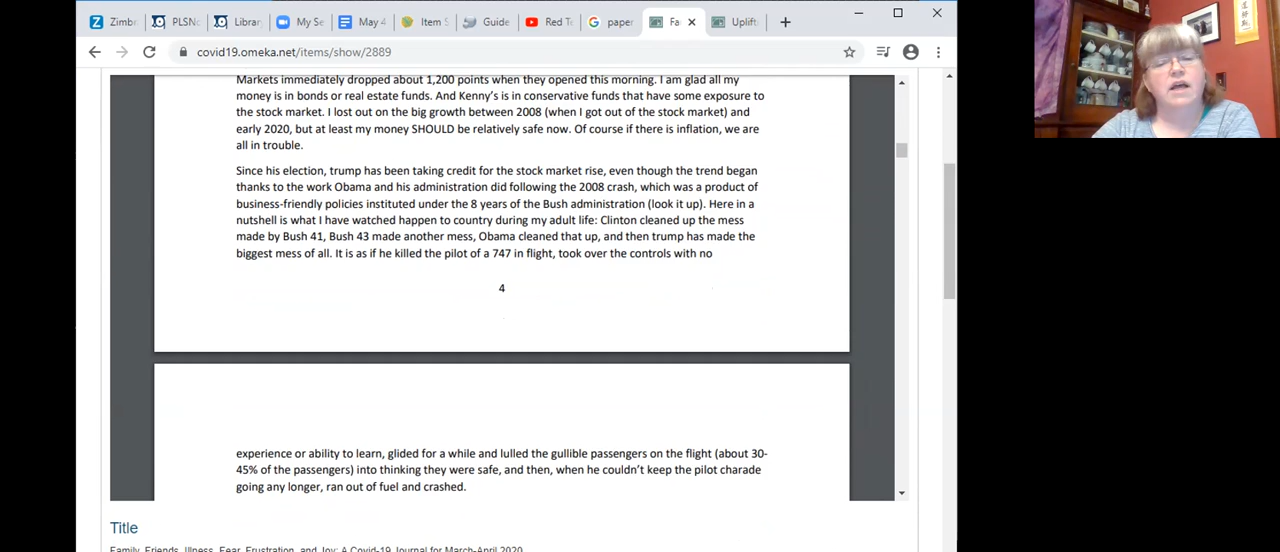 Zimb
PLSN
Librar
My Se
May 4
Item S
Guide
Red T
paper
Fa
Uplift
covid19.omeka.net/items/show/2889
Markets immediately dropped about 1,200 points when they opened this morning. I am glad all my
money is in bonds or real estate funds. And Kenny's is in conservative funds that have some exposure to
the stock market. I lost out on the big growth between 2008 (when I got out of the stock market) and
early 2020, but at least my money SHOULD be relatively safe now. Of course if there is inflation, we are
all in trouble.
Since his election, trump has been taking credit for the stock market rise, even though the trend began
thanks to the work Obama and his administration did following the 2008 crash, which was a product of
business-friendly policies instituted under the 8 years of the Bush administration (look it up). Here in a
nutshell is what I have watched happen to country during my adult life: Clinton cleaned up the mess
made by Bush 41, Bush 43 made another mess, Obama cleaned that up, and then trump has made the
biggest mess of all. It is as if he killed the pilot of a 747 in flight, took over the controls with no
4
experience or ability to learn, glided for a while and lulled the gullible passengers on the flight (about 30-
45% of the passengers) into thinking they were safe, and then, when he couldn't keep the pilot charade
going any longer, ran out of fuel and crashed.
Title
Family, Friends, Illness, Fear, Frustration, and Joy: A Covid-19 Journal for March-April 2020